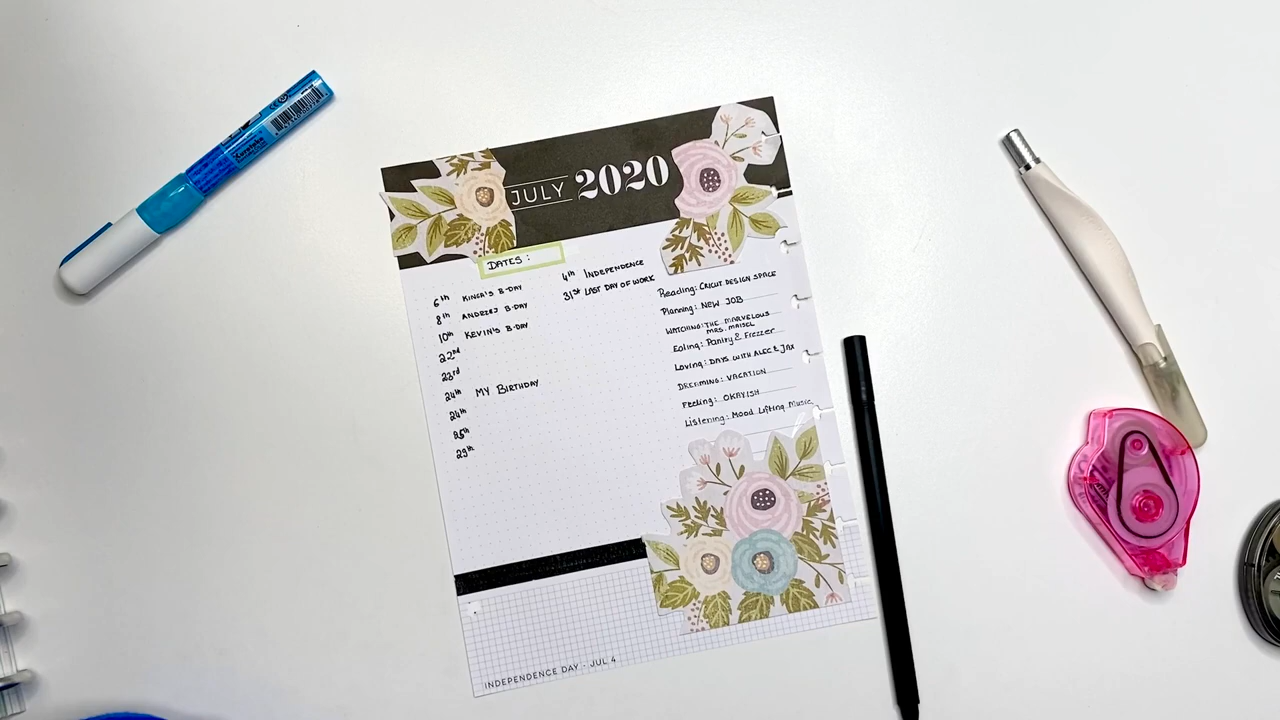 JULY 2020
DATES :
6th KINGA'S B-DAY
8th ANDRZEJ B-DAY
10th KEVIN'S B-DAY
22nd
23rd
24th MY BIRTHDAY
24th
25th
29th
4th INDEPENDENCE
31st LAST DAY OF WORK
Reading: CRICUT DESIGN SPACE
Planning: NEW JOB
WATCHING: THE MARVELOUS
MRS. MAISEL
Eating: Pantry & Frezzer
Loving: DAYS WITH ALEC & JAX
DREAMING: VACATION
Feeling: OKAYISH
Listening: Mood Lifting Music
INDEPENDENCE DAY - JUL 4